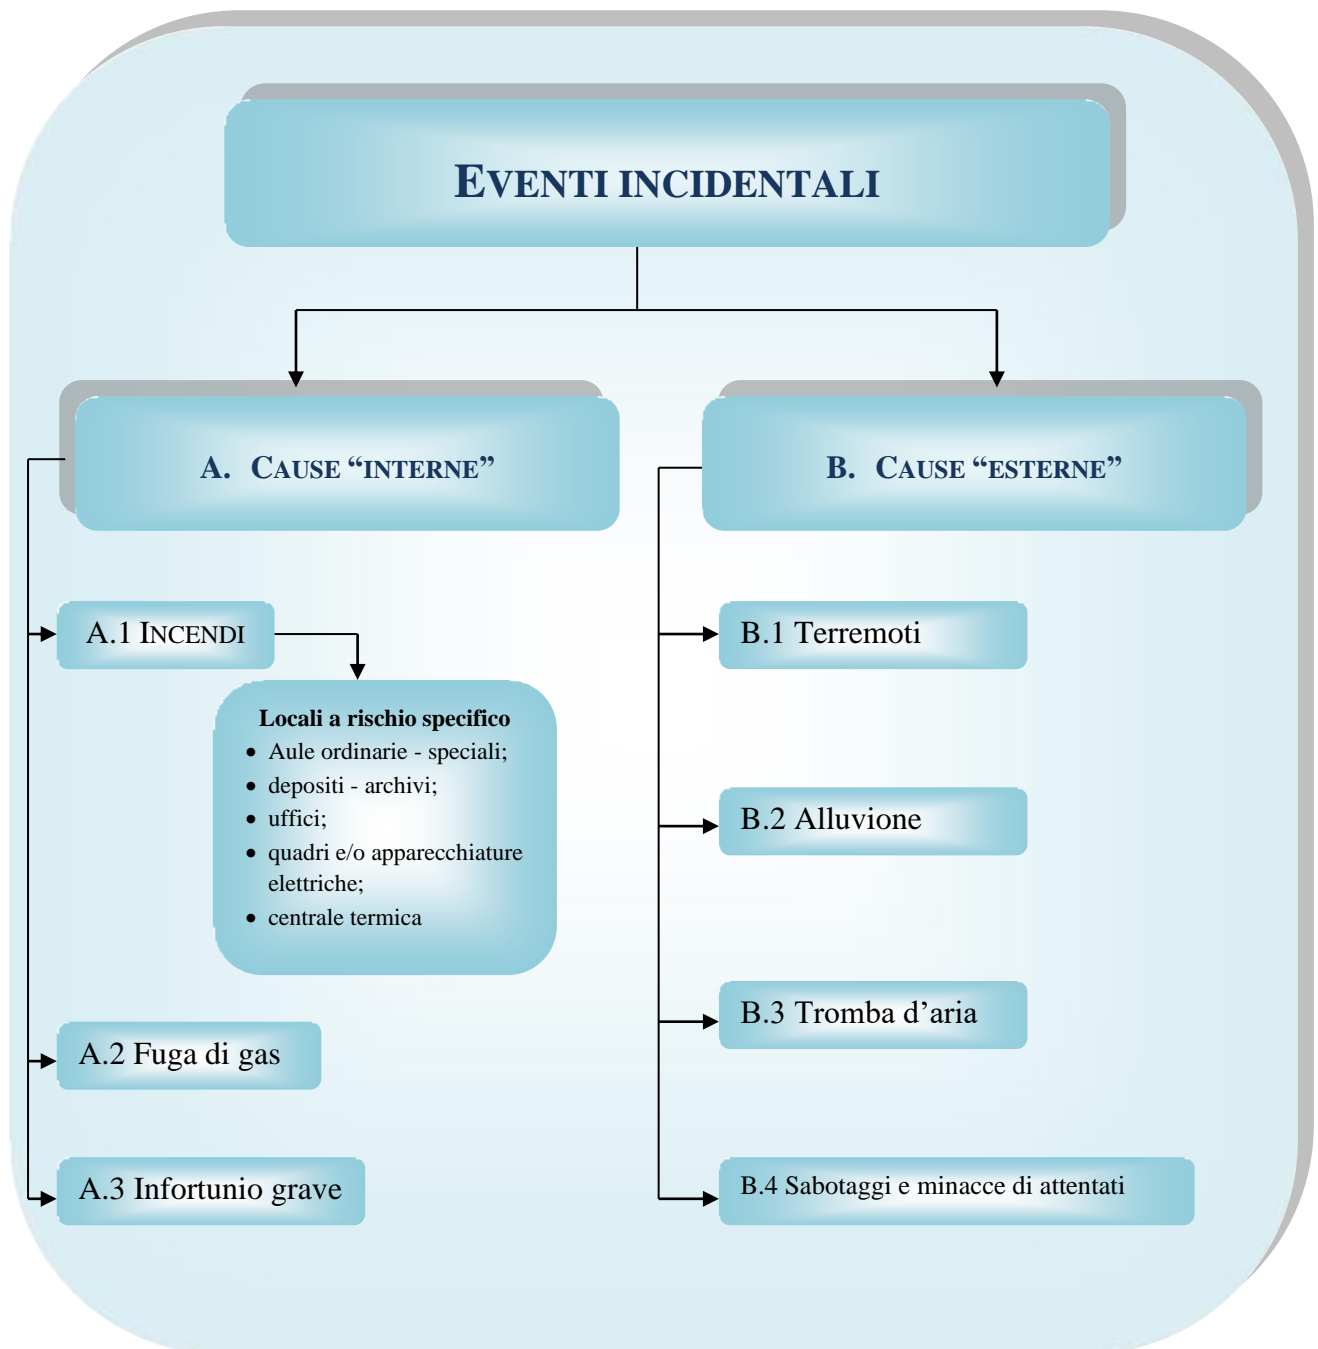 EVENTI INCIDENTALI
A. CAUSE “INTERNE”
B. CAUSE “ESTERNE”
A.1 INCENDI
Locali a rischio specifico
• Aule ordinarie - speciali;
• depositi - archivi;
• uffici;
• quadri e/o apparecchiature
elettriche;
• centrale termica
A.2 Fuga di gas
A.3 Infortunio grave
B.1 Terremoti
B.2 Alluvione
B.3 Tromba d’aria
B.4 Sabotaggi e minacce di attentati